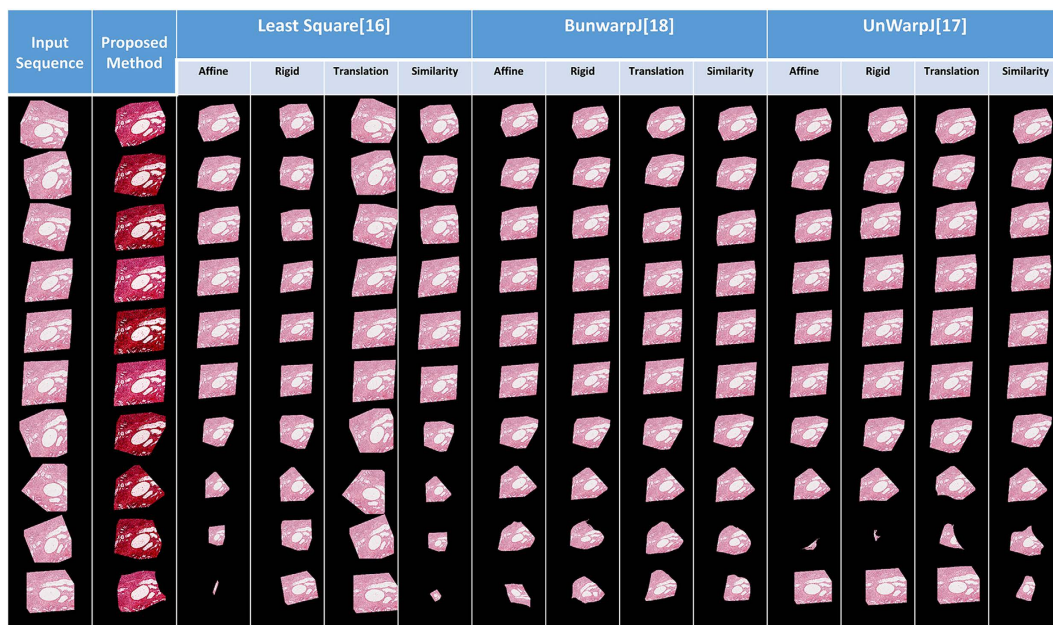 Input Sequence
Proposed Method
Least Square[16]
BunwarpJ[18]
UnWarpJ[17]
Affine Rigid Translation Similarity Affine Rigid Translation Similarity Affine Rigid Translation Similarity